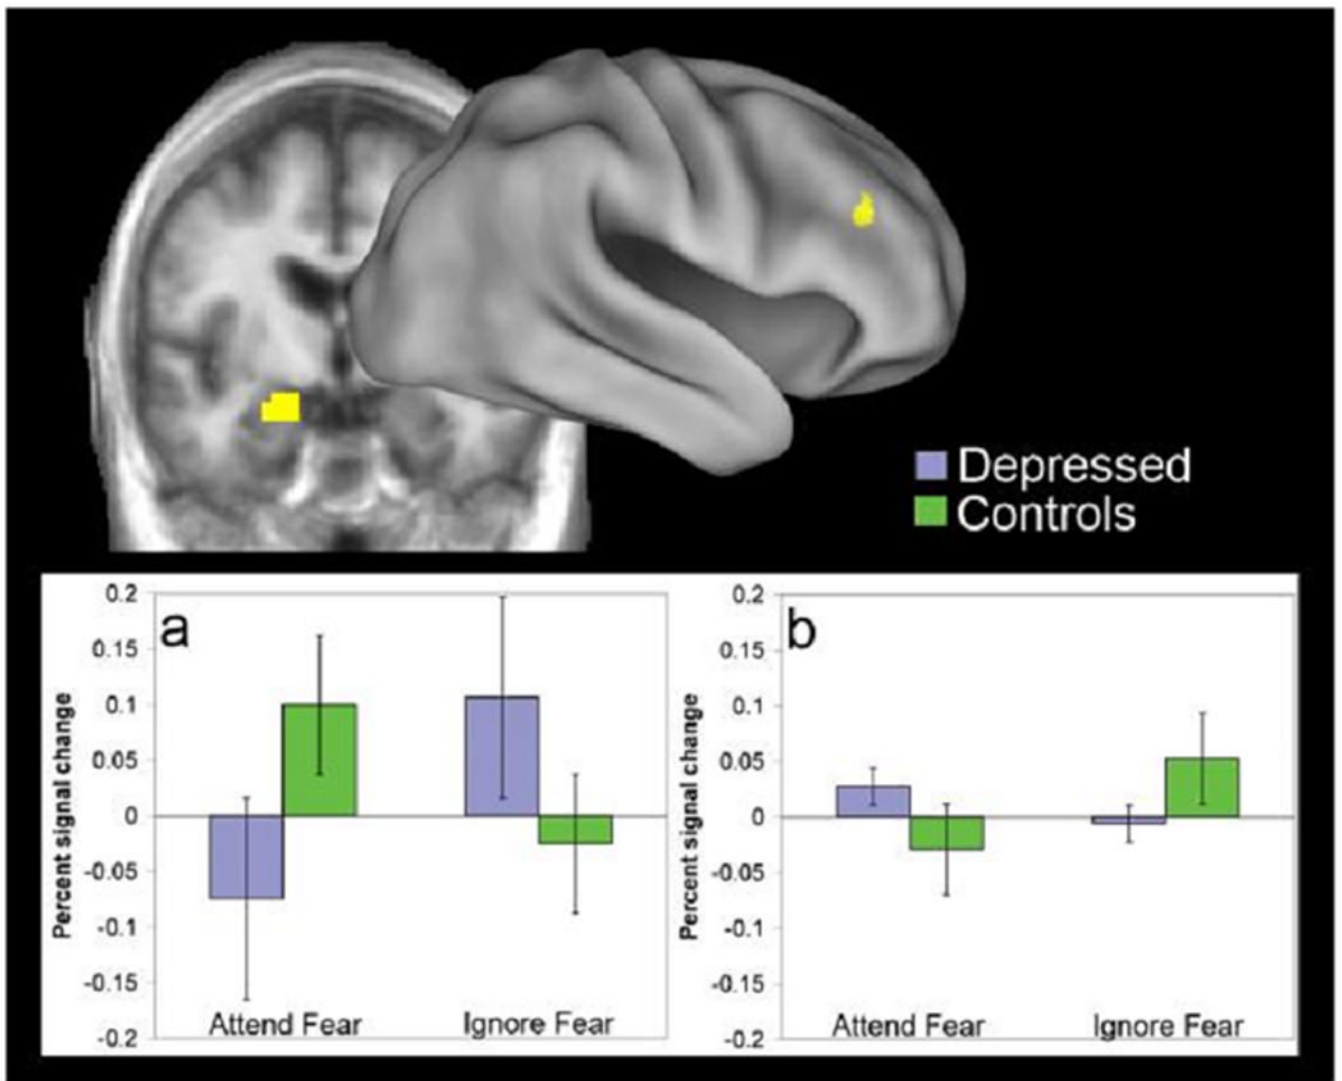 Depressed
Controls
a
0.2
0.15
0.1
0.05
0
-0.05
-0.1
-0.15
-0.2
Percent signal change
Attend Fear
Ignore Fear
b
0.2
0.15
0.1
0.05
0
-0.05
-0.1
-0.15
-0.2
Percent signal change
Attend Fear
Ignore Fear